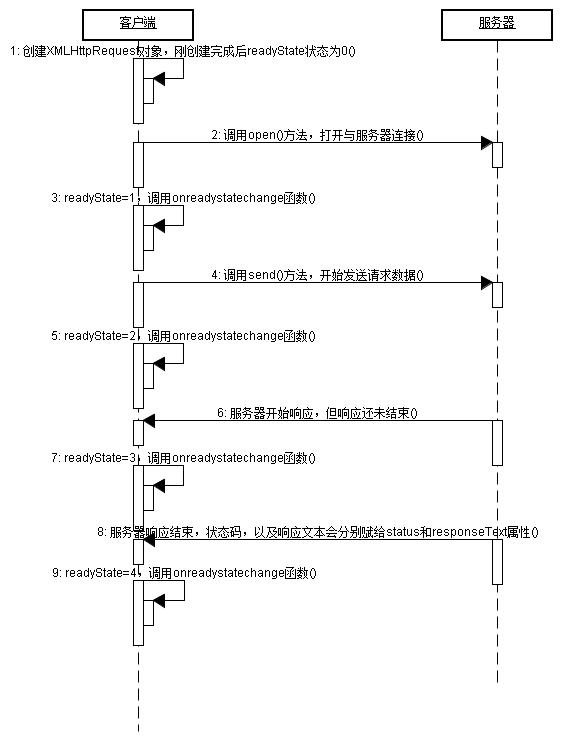 客户端
服务器
1: 创建XMLHttpRequest对象，刚创建完成后readyState状态为0()
2: 调用open()方法，打开与服务器连接()
3: readyState=1，调用onreadystatechange函数()
4: 调用send()方法，开始发送请求数据()
5: readyState=2，调用onreadystatechange函数()
6: 服务器开始响应，但响应还未结束()
7: readyState=3，调用onreadystatechange函数()
8: 服务器响应结束，状态码，以及响应文本会分别赋给status和responseText属性()
9: readyState=4，调用onreadystatechange函数()